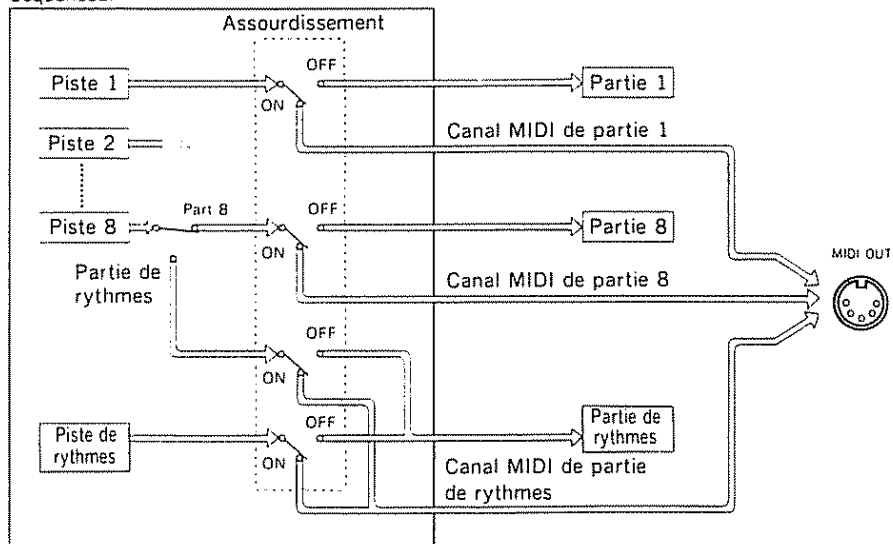 Assourdissement
Piste 1
OFF
ON
Partie 1
Canal MIDI de partie 1
Piste 2
Piste 8
Part 8
OFF
ON
Partie 8
Canal MIDI de partie 8
MIDI OUT
Partie de
rythmes
OFF
ON
Piste de
rythmes
OFF
ON
Partie de
rythmes
Canal MIDI de partie
de rythmes